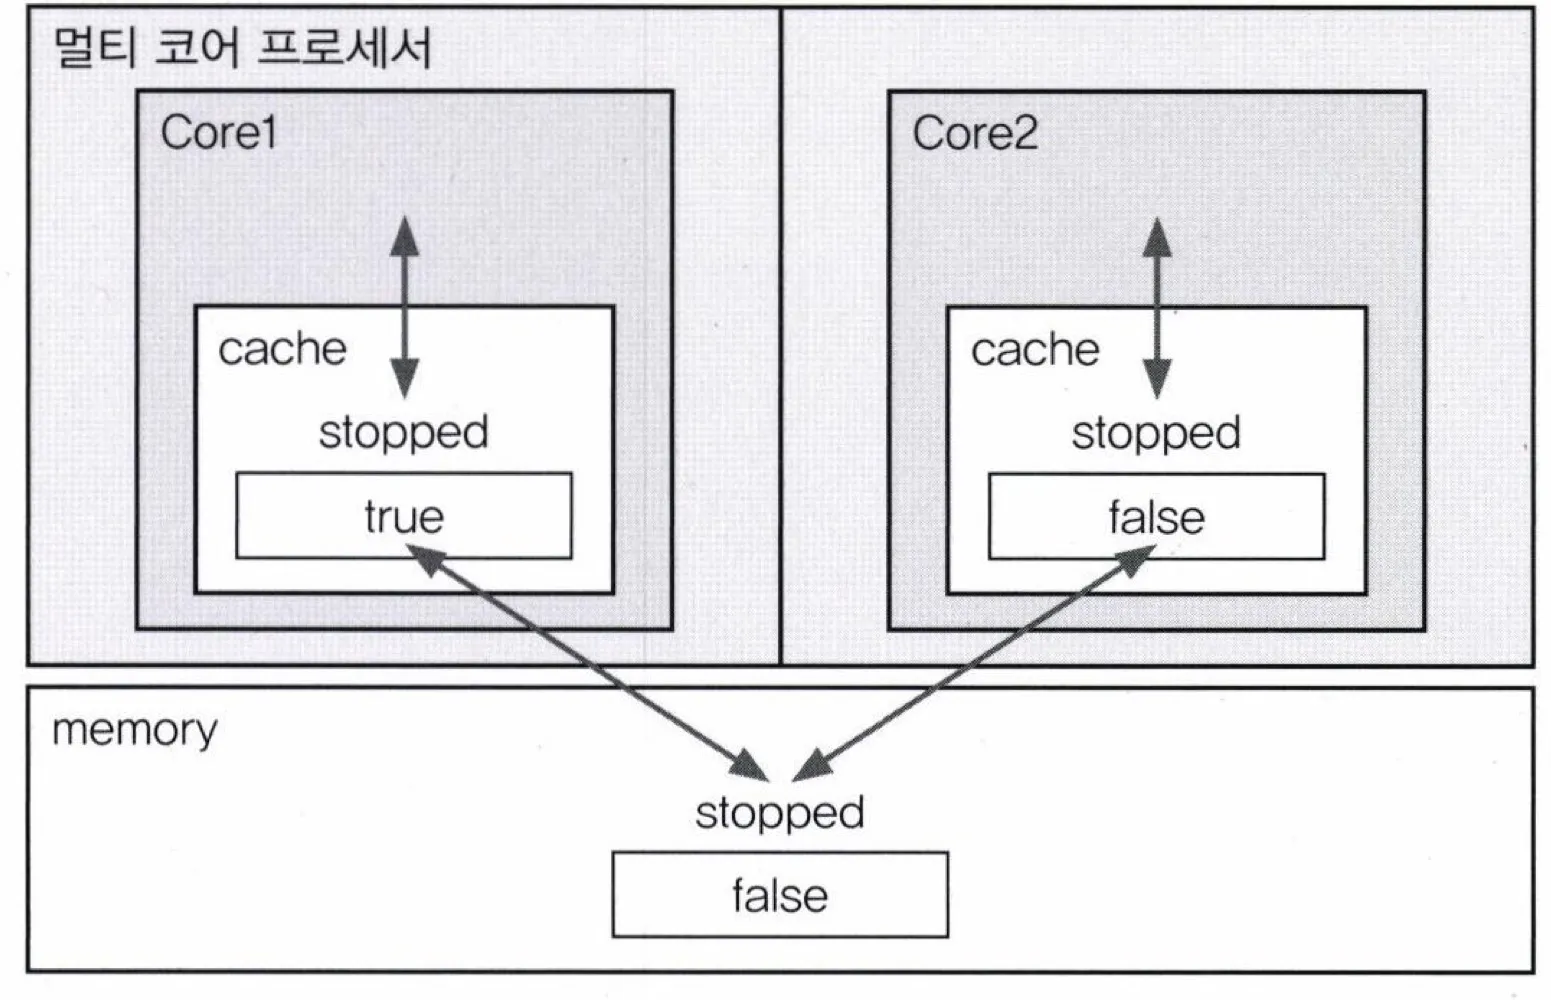 멀티 코어 프로세서
Core1
cache
stopped
true
Core2
cache
stopped
false
memory
stopped
false